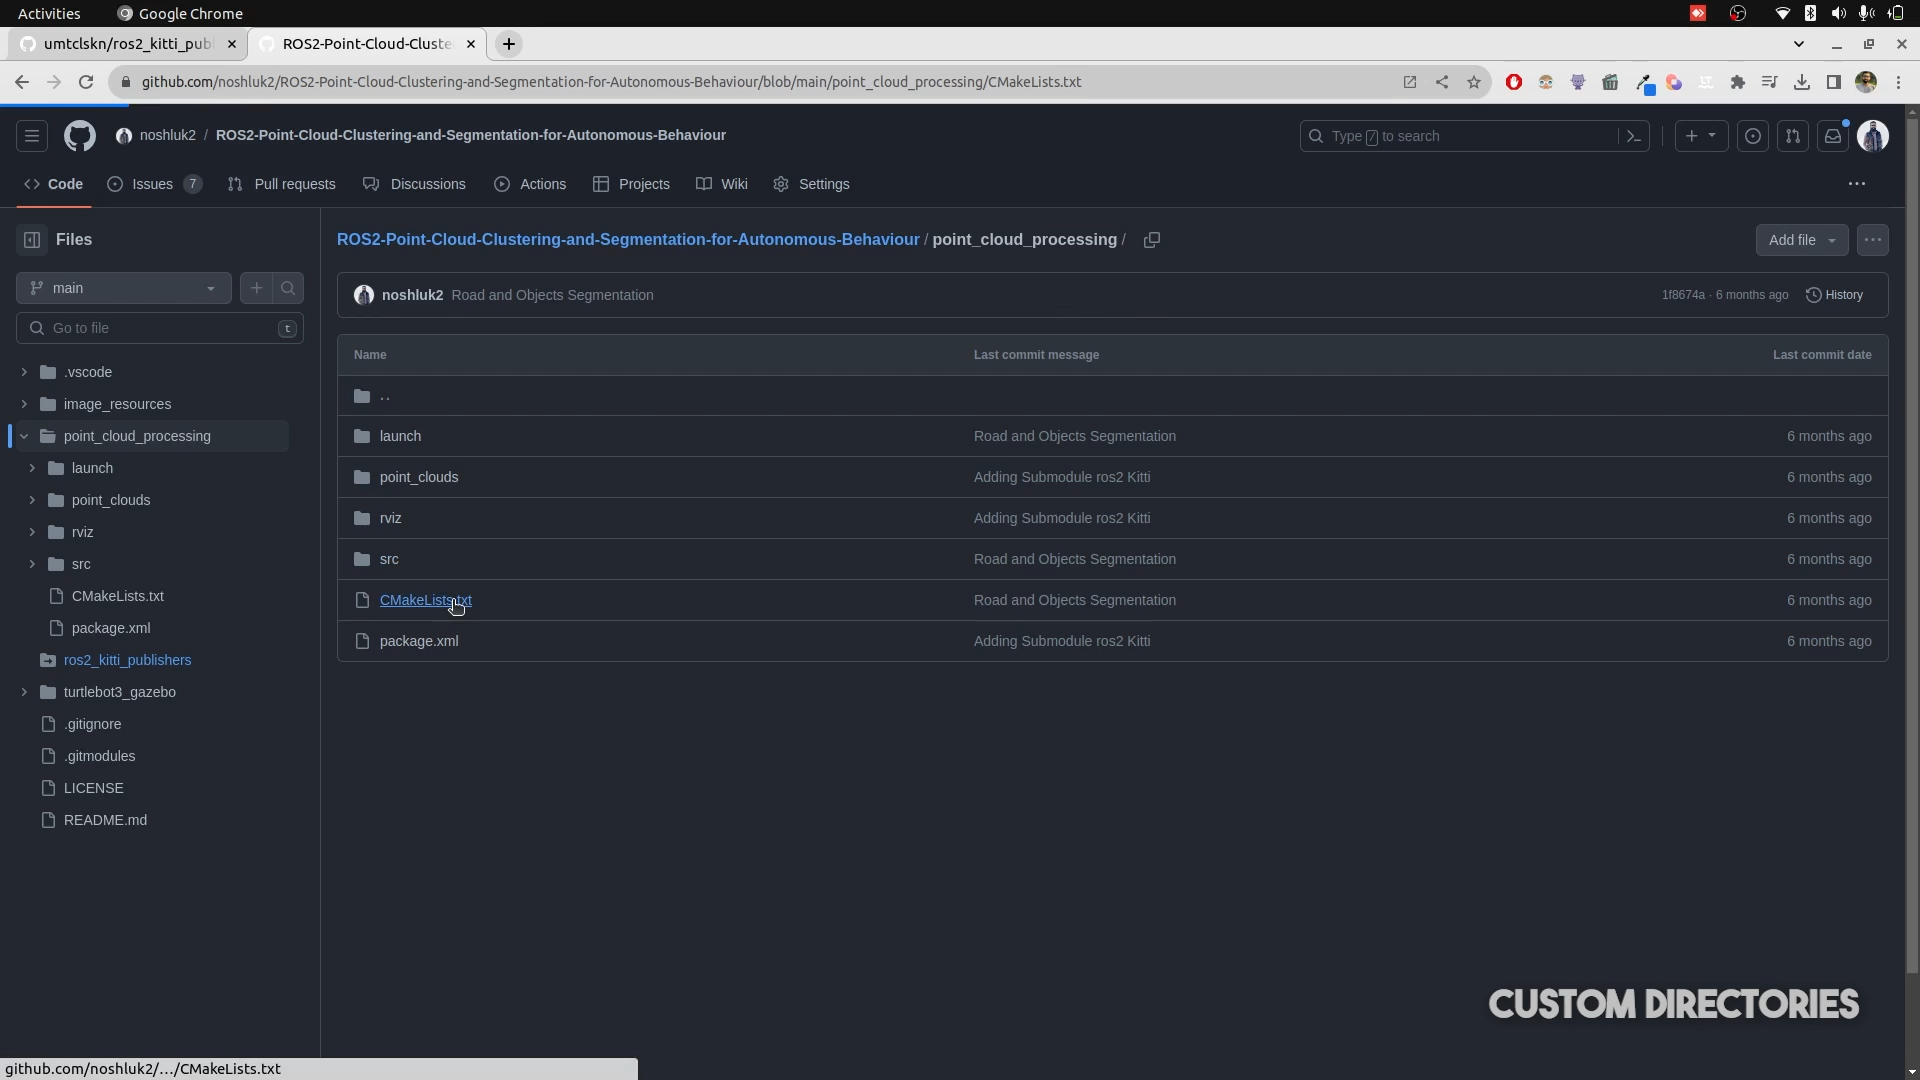 Activities
Google Chrome
umtclskn/ros2_kitti_publ
ROS2-Point-Cloud-Cluste
github.com/noshluk2/ROS2-Point-Cloud-Clustering-and-Segmentation-for-Autonomous-Behaviour/blob/main/point_cloud_processing/CMakeLists.txt
noshluk2 / ROS2-Point-Cloud-Clustering-and-Segmentation-for-Autonomous-Behaviour
Type / to search
Code
Issues 7
Pull requests
Discussions
Actions
Projects
Wiki
Settings
Files
main
Go to file
t
.vscode
image_resources
point_cloud_processing
launch
point_clouds
rviz
src
CMakeLists.txt
package.xml
ros2_kitti_publishers
turtlebot3_gazebo
.gitignore
.gitmodules
LICENSE
README.md
ROS2-Point-Cloud-Clustering-and-Segmentation-for-Autonomous-Behaviour / point_cloud_processing /
Add file
noshluk2 Road and Objects Segmentation
1f8674a · 6 months ago
History
Name Last commit message Last commit date
..
launch Road and Objects Segmentation 6 months ago
point_clouds Adding Submodule ros2 Kitti 6 months ago
rviz Adding Submodule ros2 Kitti 6 months ago
src Road and Objects Segmentation 6 months ago
CMakeLists.txt Road and Objects Segmentation 6 months ago
package.xml Adding Submodule ros2 Kitti 6 months ago
CUSTOM DIRECTORIES
github.com/noshluk2/.../CMakeLists.txt